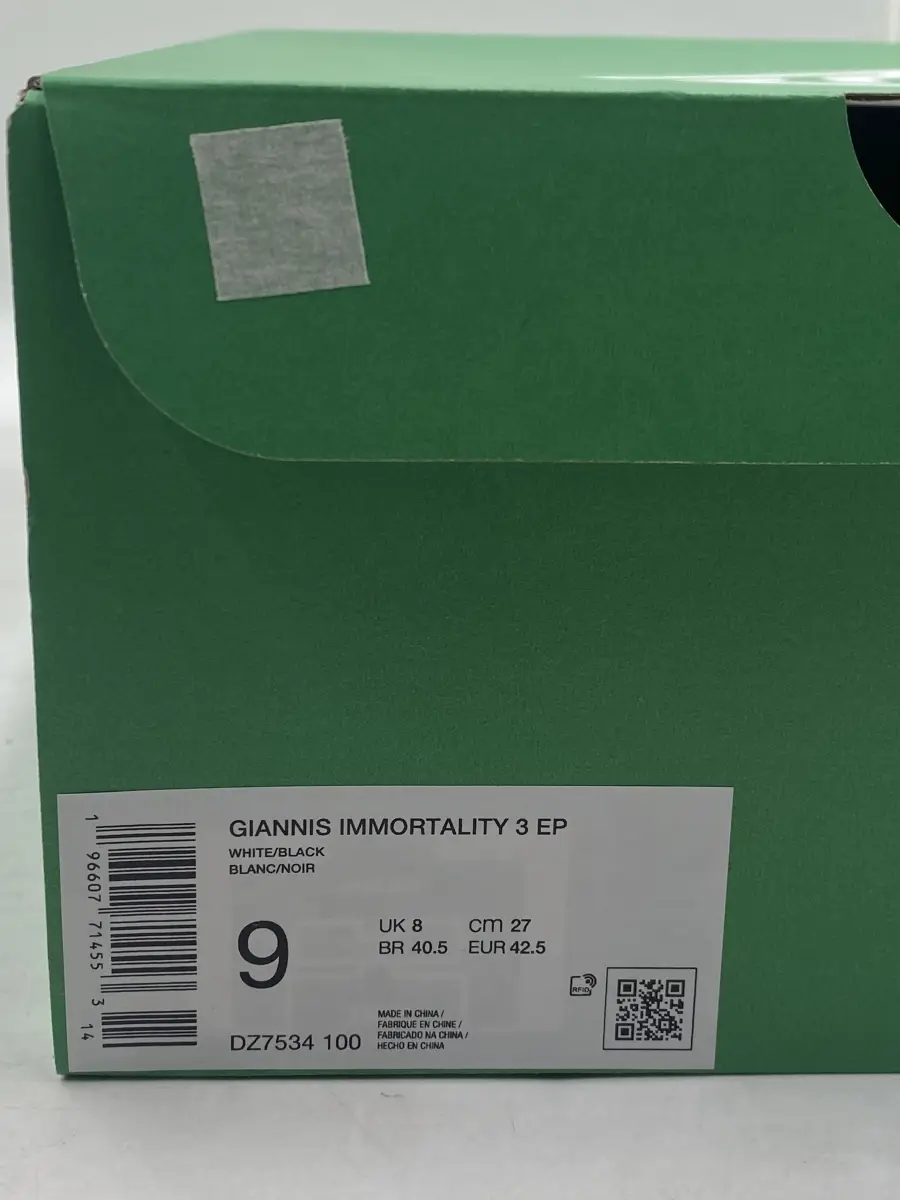 GIANNIS IMMORTALITY 3 EP
WHITE/BLACK
BLANC/NOIR
9
UK 8 cm 27
BR 40.5 EUR 42.5
RFID
DZ7534 100
MADE IN CHINA /
FABRIQUE EN CHINE /
FABRICADO NA CHINA /
HECHO EN CHINA
1 96607 71455 3 14